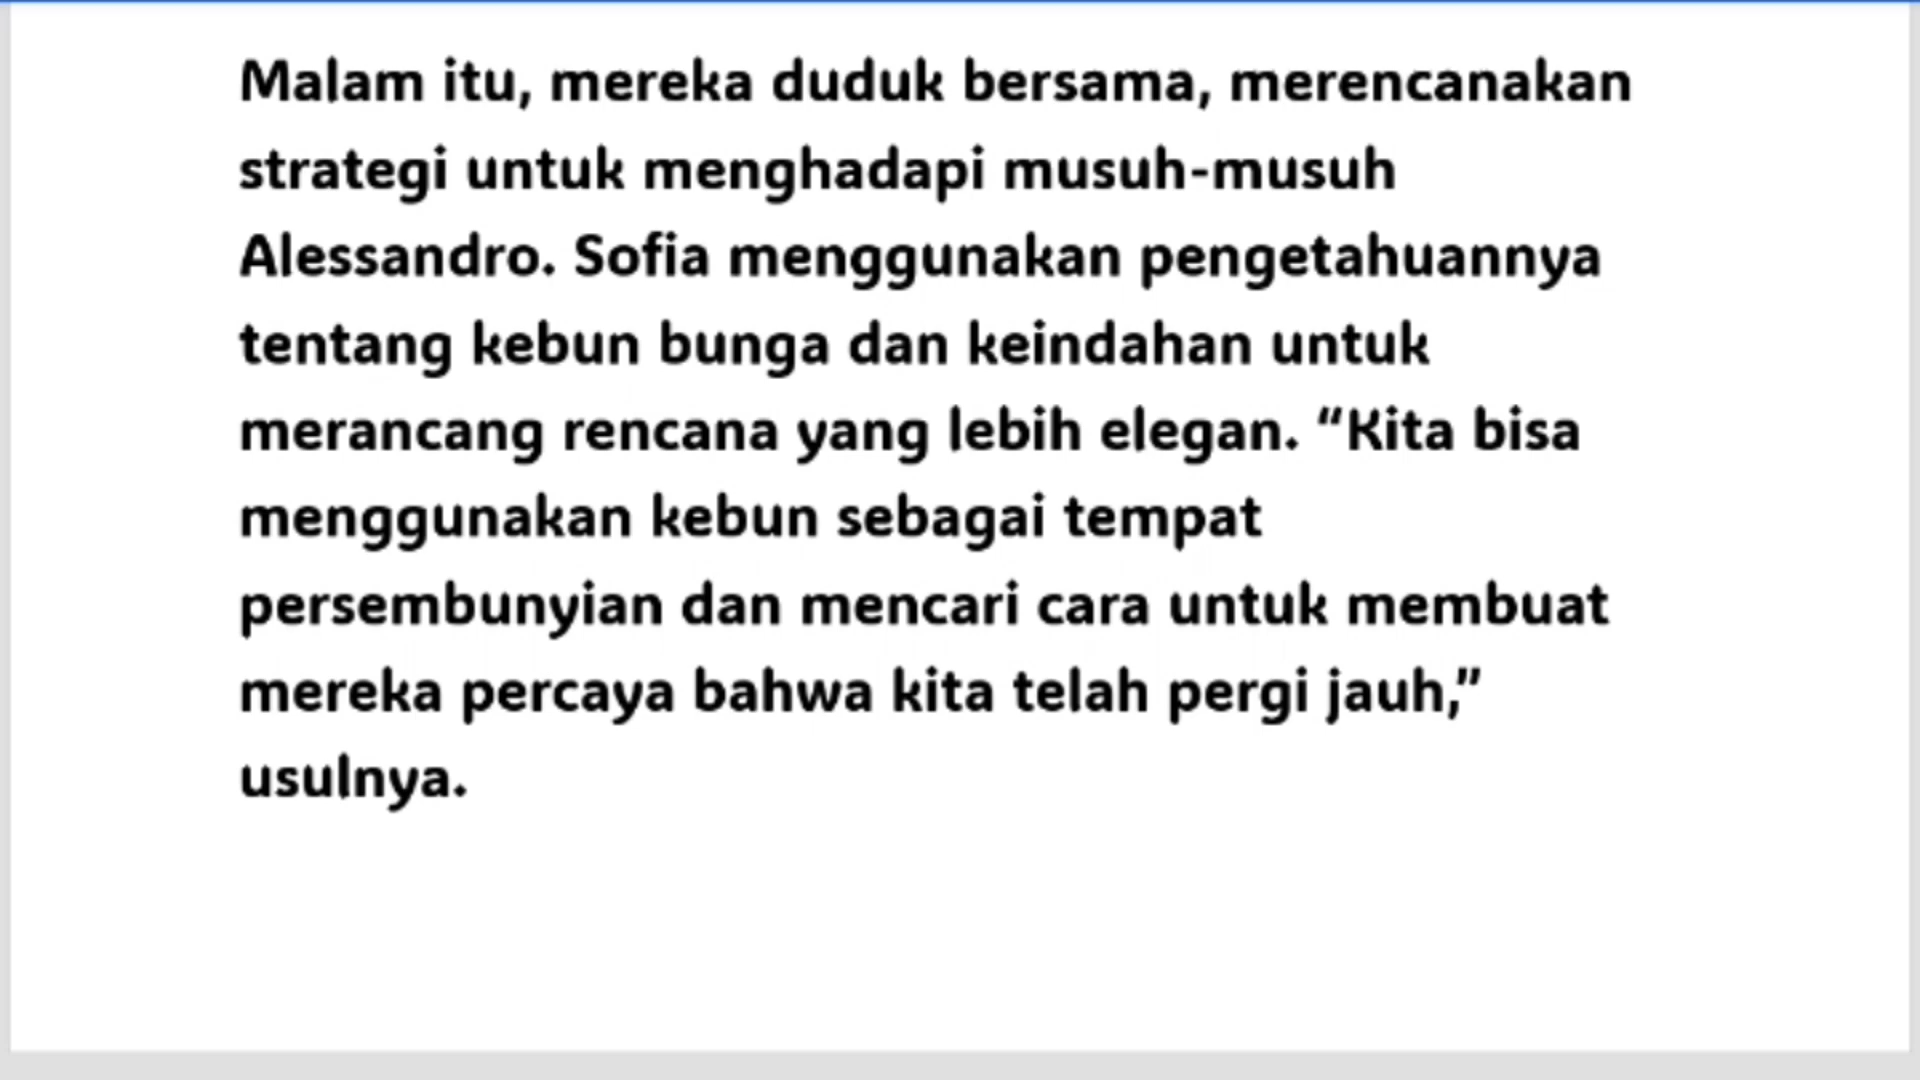 Malam itu, mereka duduk bersama, merencanakan
strategi untuk menghadapi musuh-musuh
Alessandro. Sofia menggunakan pengetahuannya
tentang kebun bunga dan keindahan untuk
merancang rencana yang lebih elegan. “Kita bisa
menggunakan kebun sebagai tempat
persembunyian dan mencari cara untuk membuat
mereka percaya bahwa kita telah pergi jauh,”
usulnya.